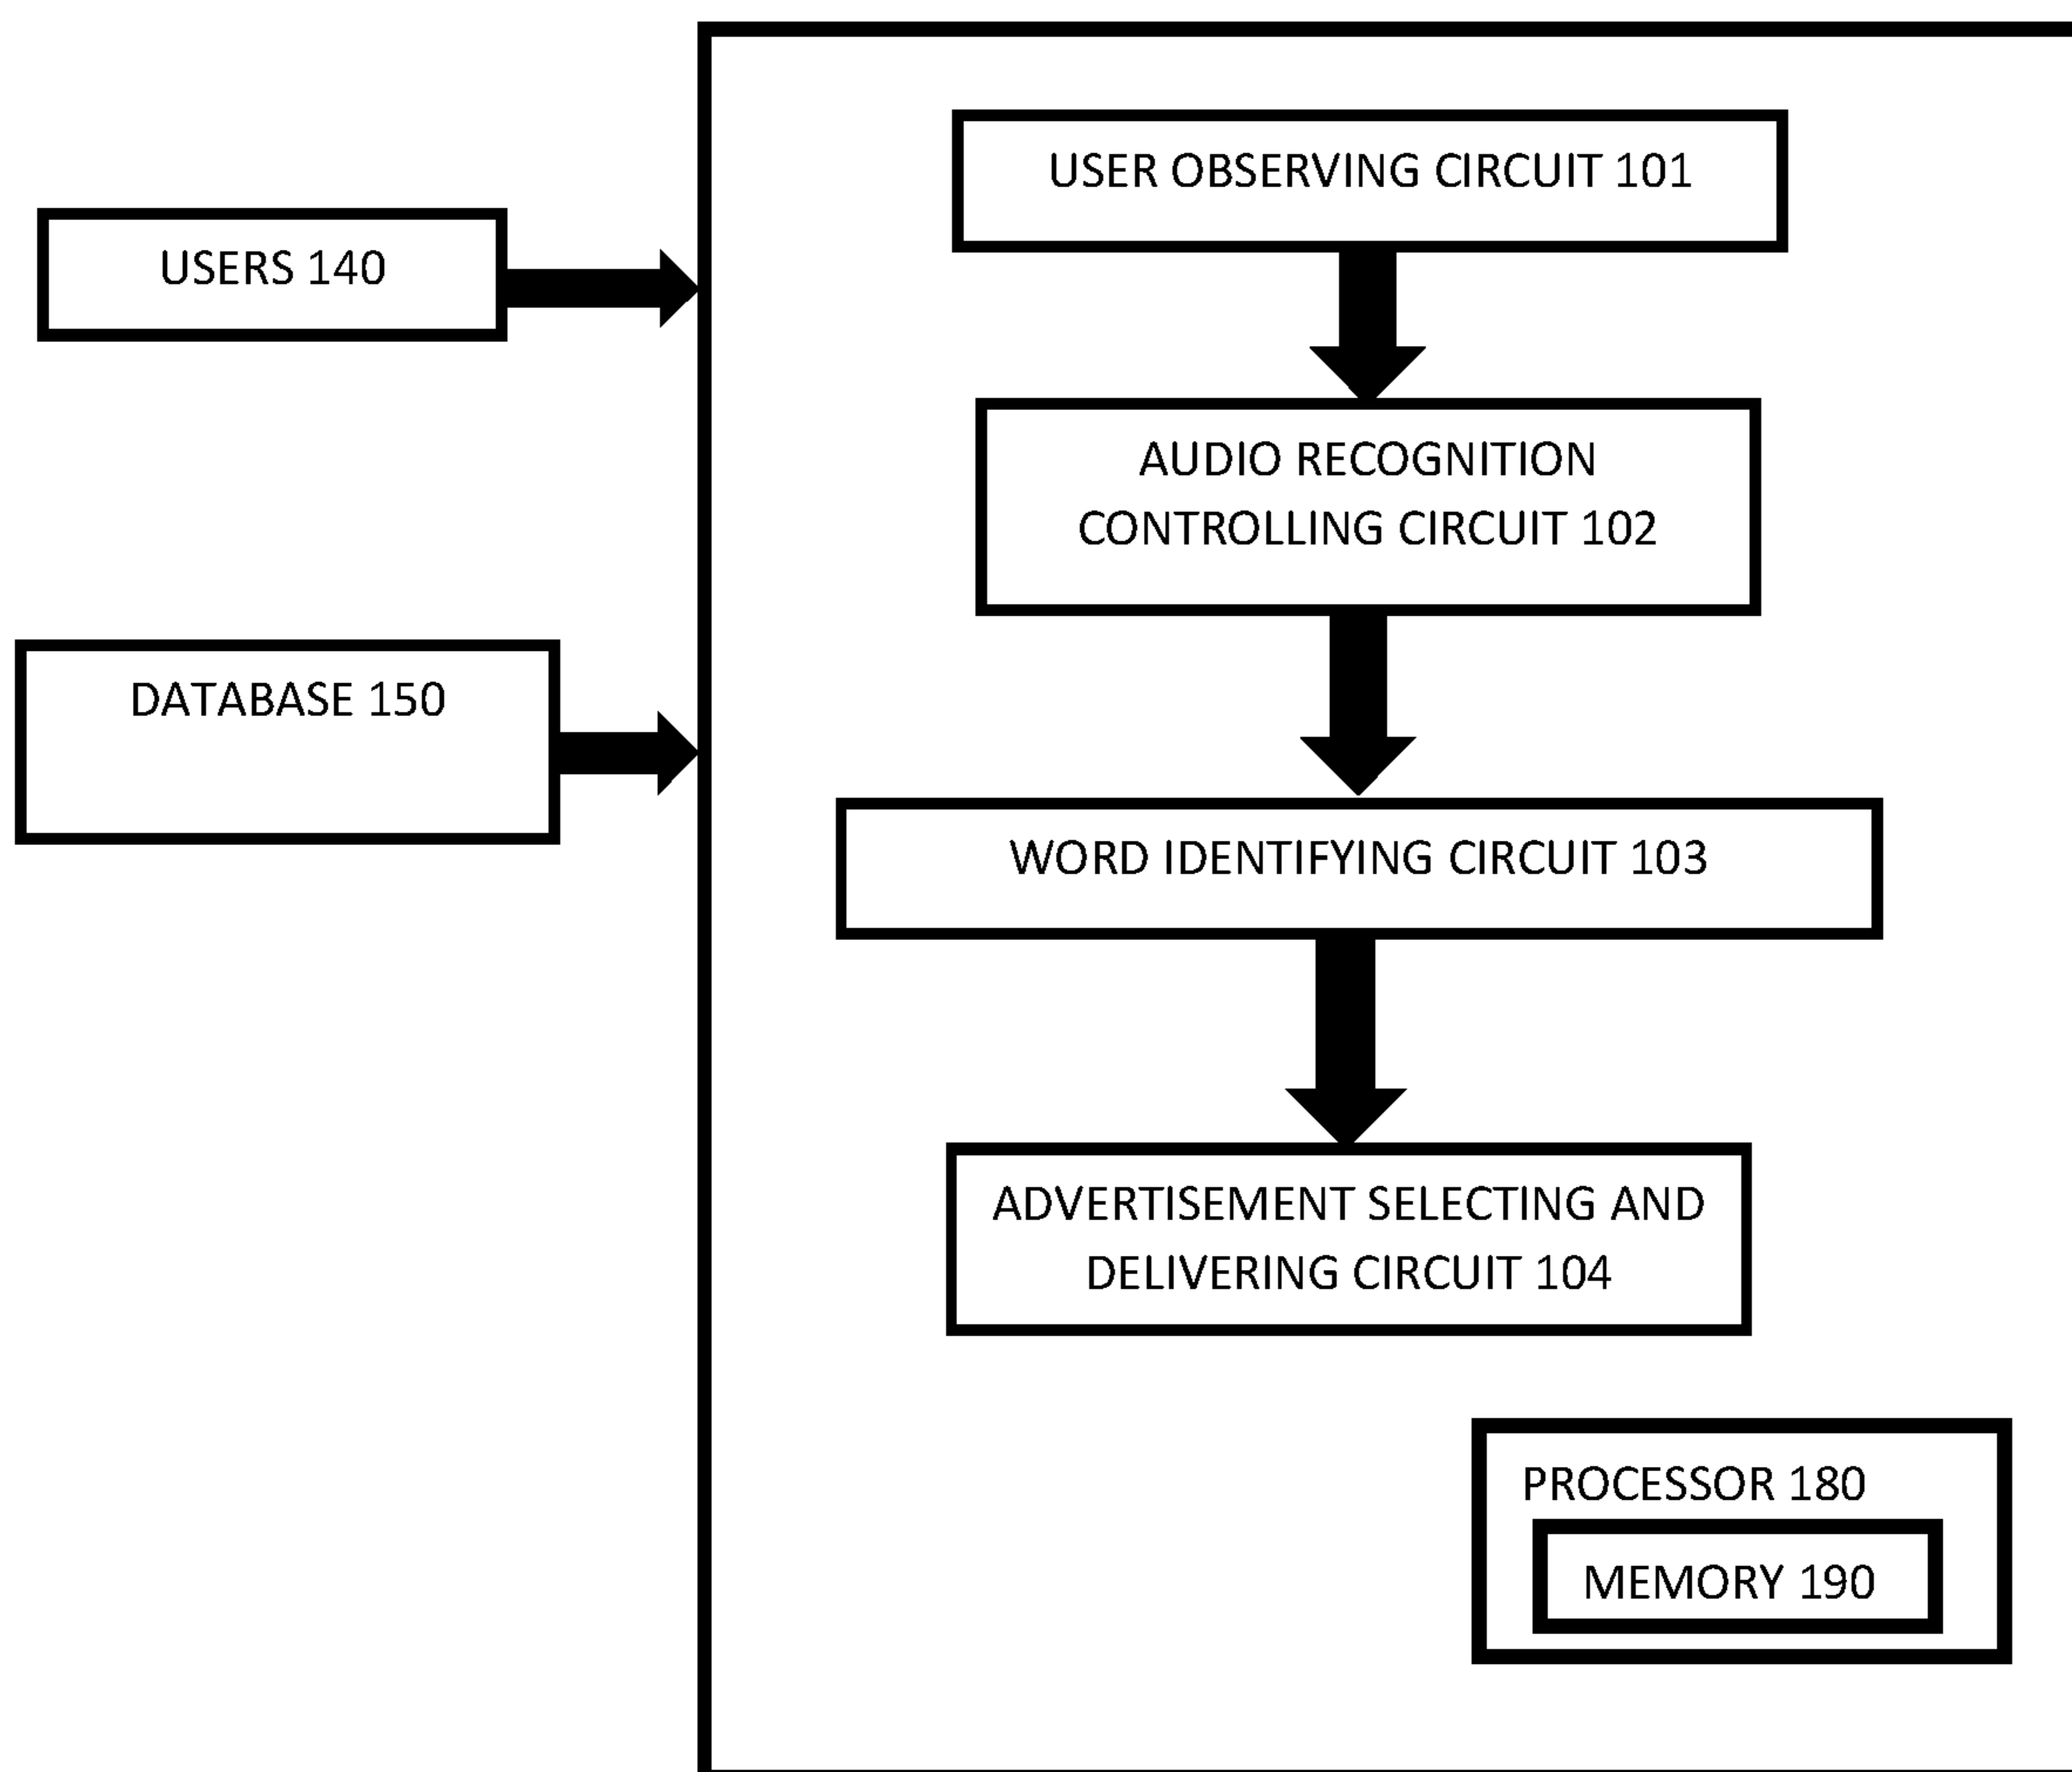 USER OBSERVING CIRCUIT 101
USERS 140
AUDIO RECOGNITION
CONTROLLING CIRCUIT 102
DATABASE 150
WORD IDENTIFYING CIRCUIT 103
ADVERTISEMENT SELECTING AND
DELIVERING CIRCUIT 104
PROCESSOR 180
MEMORY 190